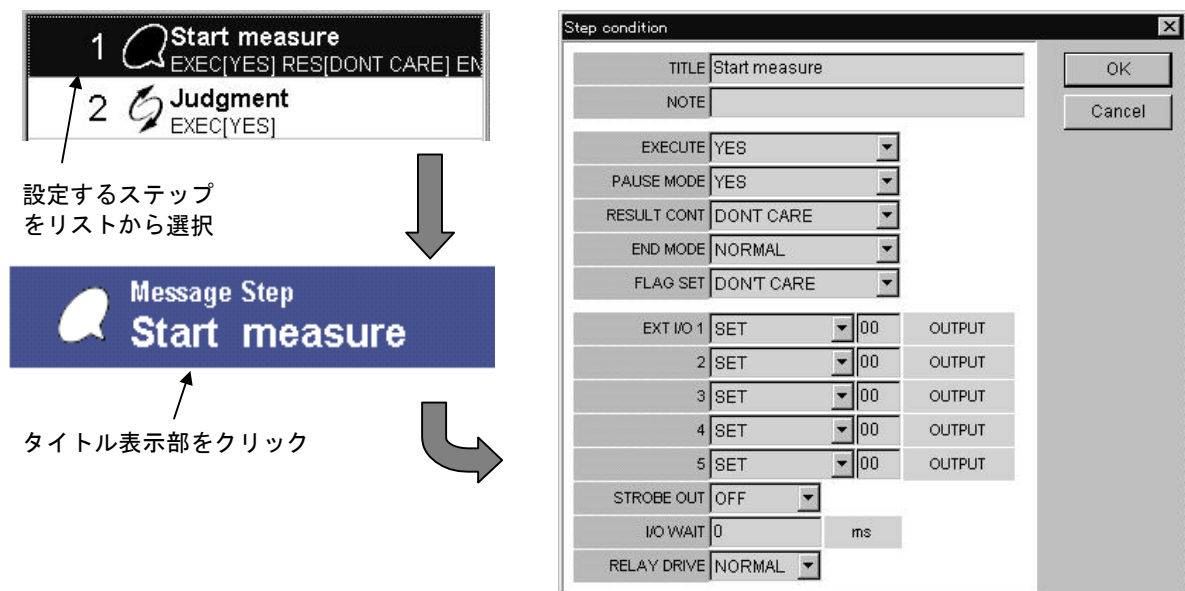 1 Start measure
EXEC[YES] RES[DONT CARE] EN
2 Judgment
EXEC[YES]
設定するステップ
をリストから選択
Message Step
Start measure
タイトル表示部をクリック
Step condition
TITLE Start measure
OK
NOTE
Cancel
EXECUTE YES
PAUSE MODE YES
RESULT CONT DONT CARE
END MODE NORMAL
FLAG SET DON'T CARE
EXT I/O 1 SET 00 OUTPUT
2 SET 00 OUTPUT
3 SET 00 OUTPUT
4 SET 00 OUTPUT
5 SET 00 OUTPUT
STROBE OUT OFF
I/O WAIT 0 ms
RELAY DRIVE NORMAL